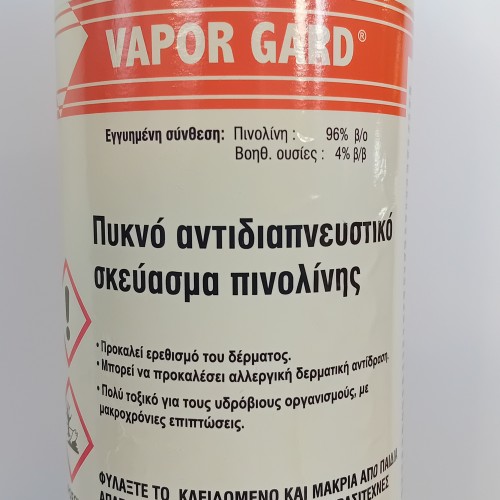 VAPOR GARD®
Εγγυημένη σύνθεση: Πινολίνη : 96% β/ο
Βοηθ. ουσίες : 4% β/β
Πυκνό αντιδιαπνευστικό
σκεύασμα πινολίνης
• Προκαλεί ερεθισμό του δέρματος.
• Μπορεί να προκαλέσει αλλεργική δερματική αντίδραση.
• Πολύ τοξικό για τους υδρόβιους οργανισμούς, με
μακροχρόνιες επιπτώσεις.
ΦΥΛΑΞΤΕ ΤΟ ΚΛΕΙΔΩΜΕΝΟ ΚΑΙ ΜΑΚΡΙΑ ΑΠΟ ΠΑΙΔΙΑ